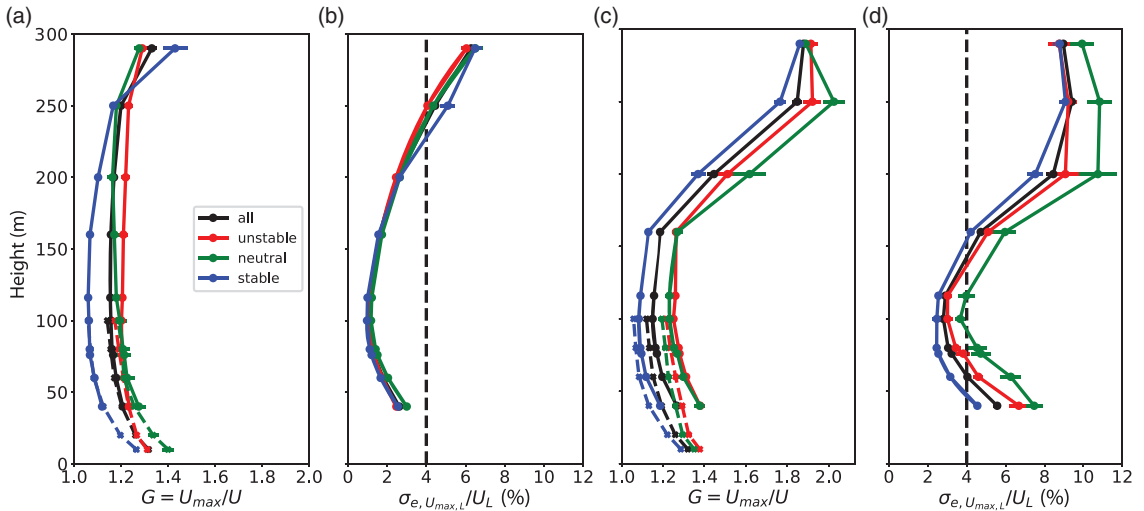 (a)
(b)
(c)
(d)
300
250
200
150
100
50
0
Height (m)
all
unstable
neutral
stable
1.0 1.2 1.4 1.6 1.8 2.0
0 2 4 6 8 10 12
1.0 1.2 1.4 1.6 1.8 2.0
0 2 4 6 8 10 12
G = U_max/U
σ_e, U_max, L/U_L (%)
G = U_max/U
σ_e, U_max, L/U_L (%)